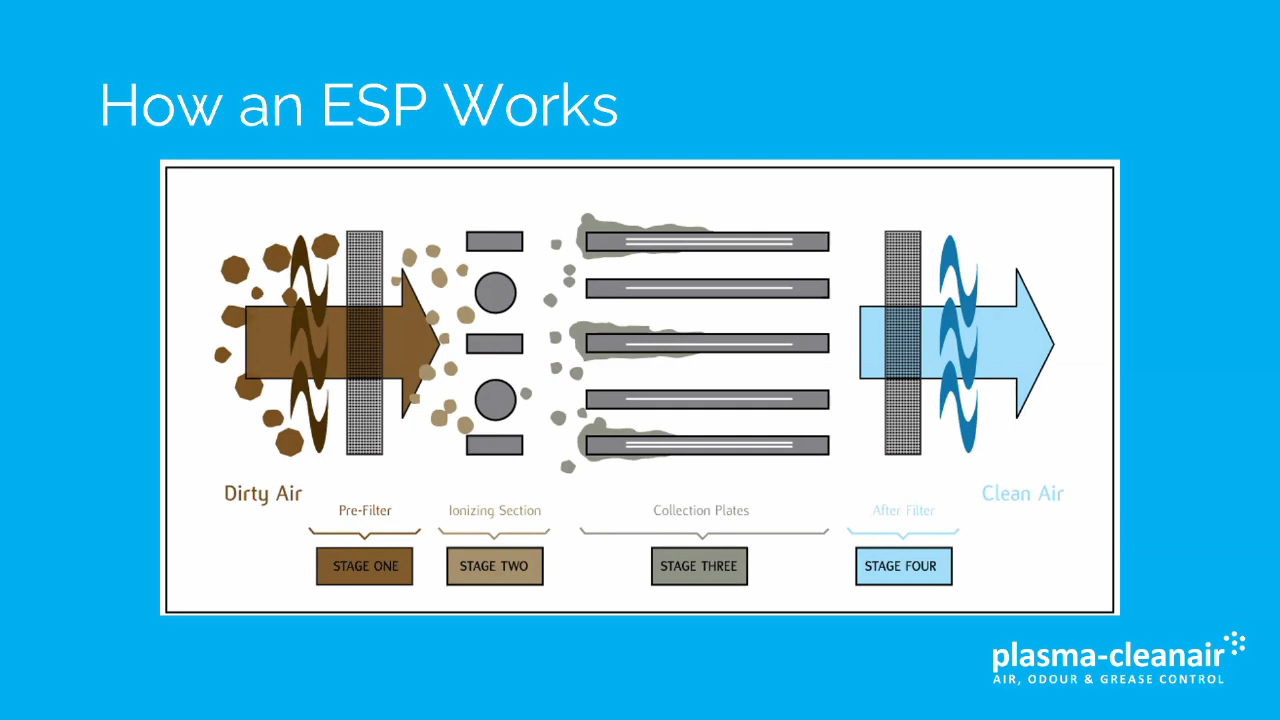 How an ESP Works
Dirty Air
Clean Air
Pre-Filter
Ionizing Section
Collection Plates
After Filter
STAGE ONE
STAGE TWO
STAGE THREE
STAGE FOUR
plasma-cleanair
AIR, ODOUR & GREASE CONTROL